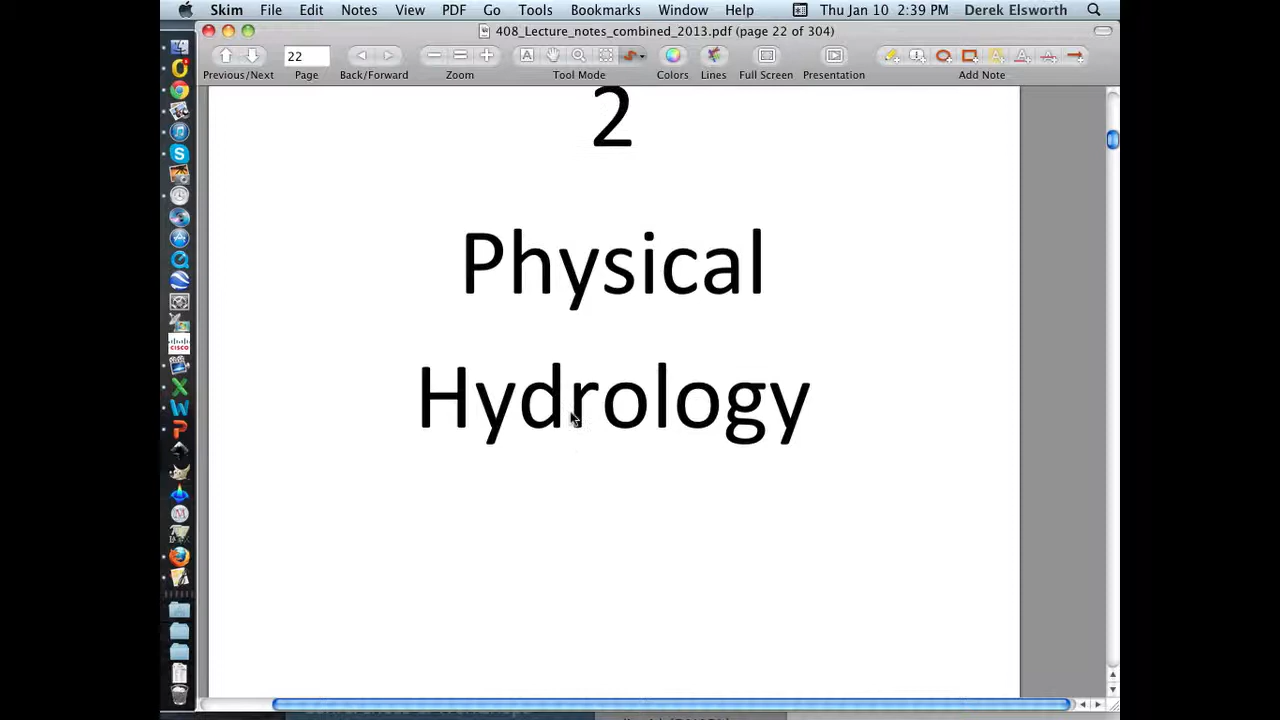 Skim File Edit Notes View PDF Go Tools Bookmarks Window Help Thu Jan 10 2:39 PM Derek Elsworth
408_Lecture_notes_combined_2013.pdf (page 22 of 304)
22
Previous/Next Page Back/Forward Zoom Tool Mode Colors Lines Full Screen Presentation Add Note
2
Physical
Hydrology
CISCO